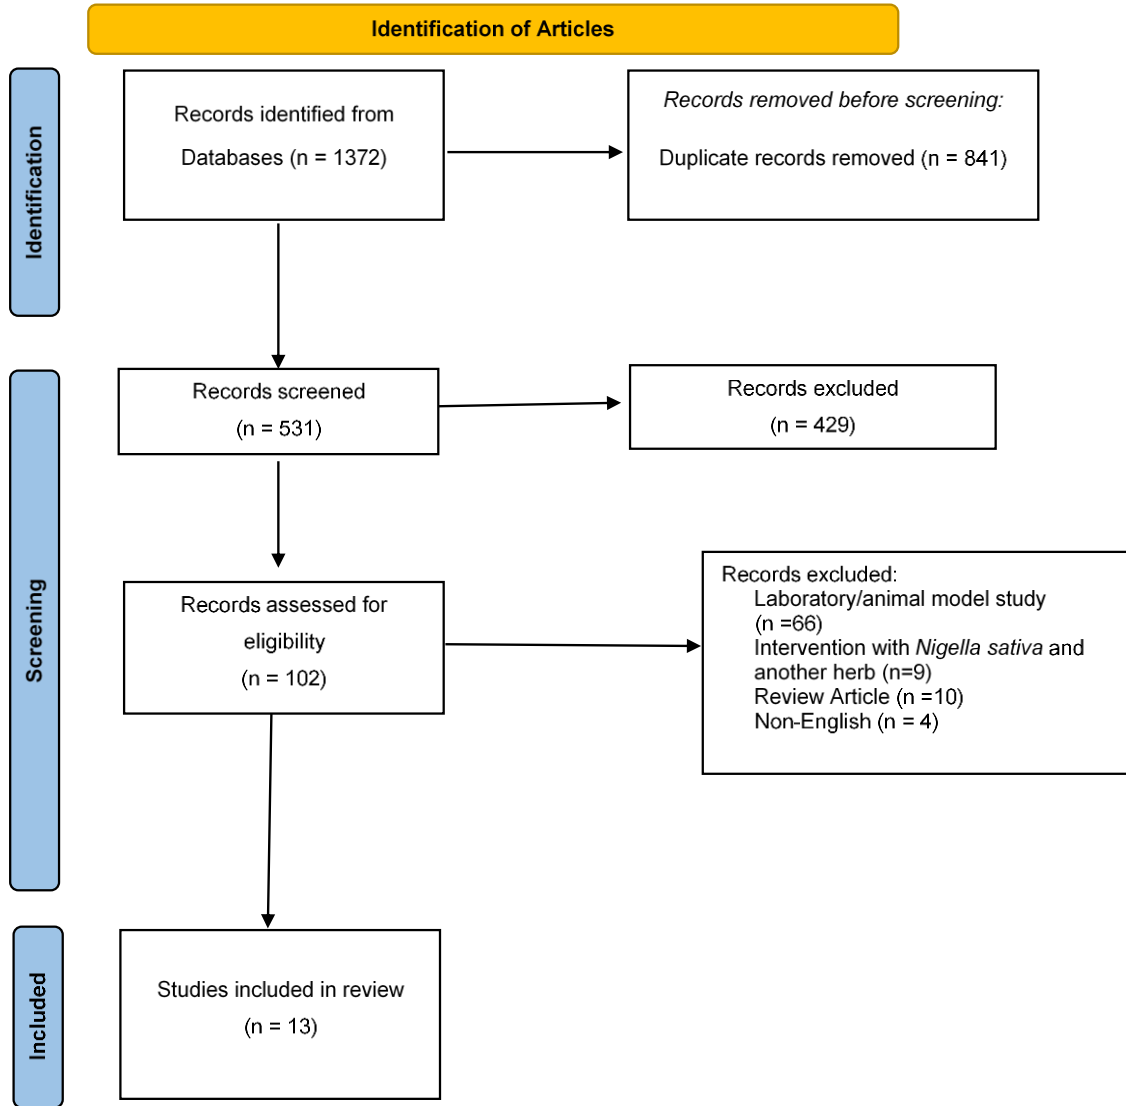 Identification of Articles
Identification
Records identified from
Databases (n = 1372)
Records removed before screening:
Duplicate records removed (n = 841)
Screening
Records screened
(n = 531)
Records excluded
(n = 429)
Records assessed for
eligibility
(n = 102)
Records excluded:
Laboratory/animal model study
(n =66)
Intervention with Nigella sativa and
another herb (n=9)
Review Article (n =10)
Non-English (n = 4)
Included
Studies included in review
(n = 13)